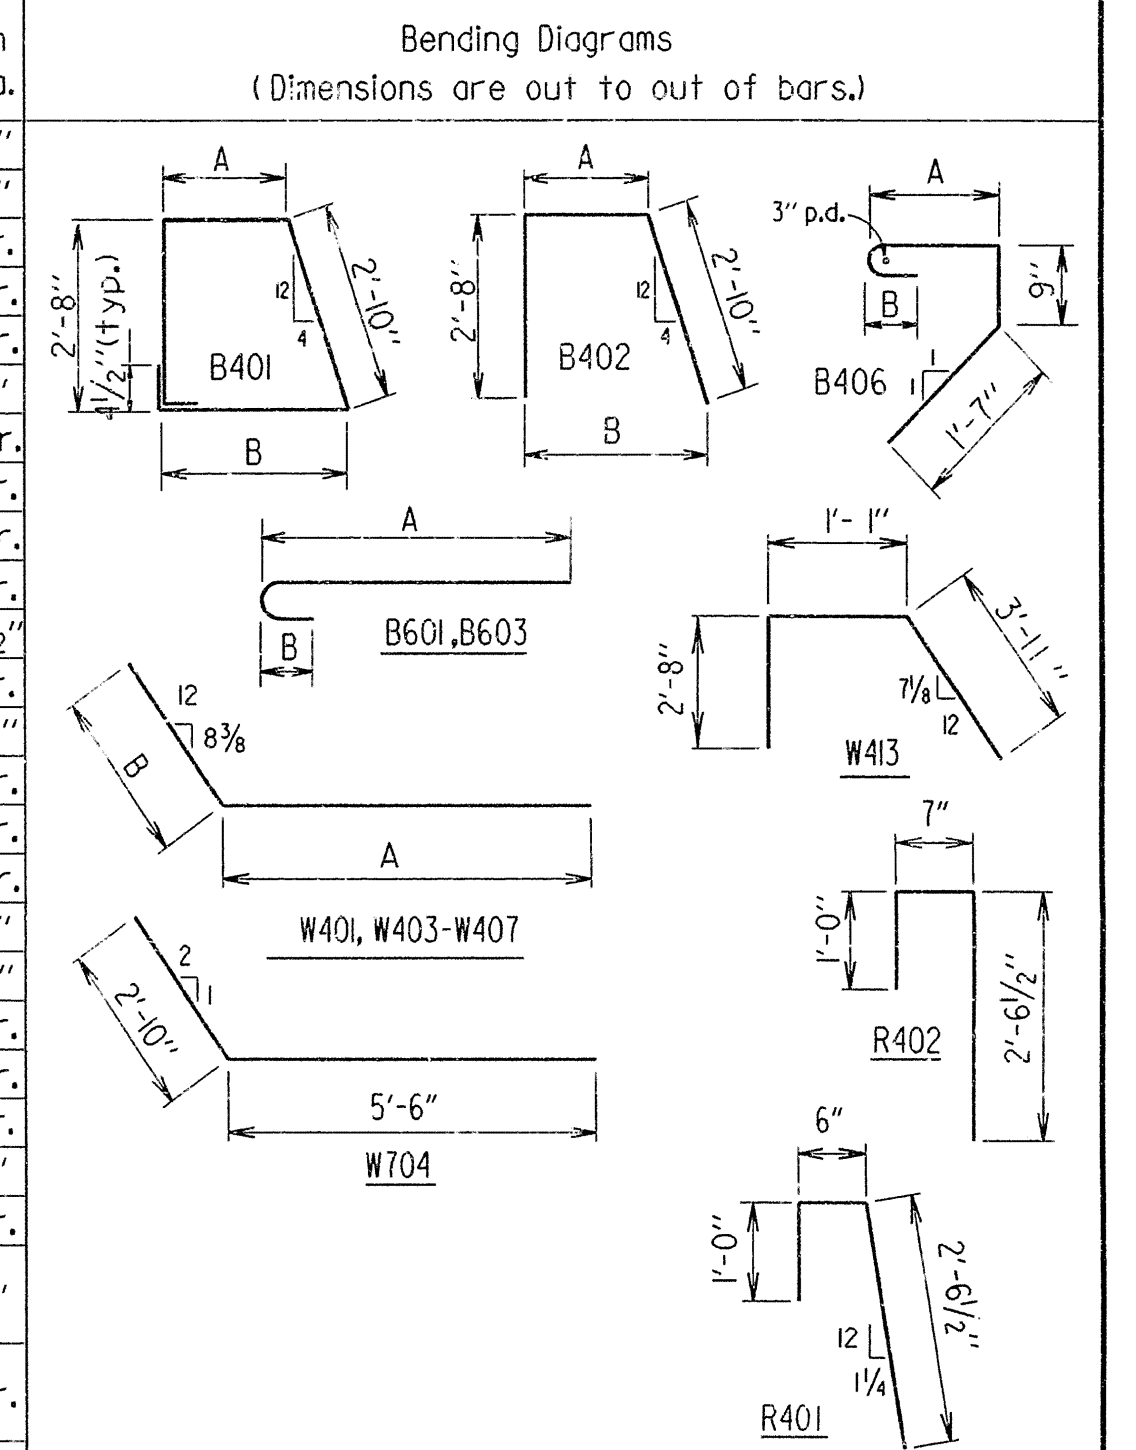 Bending Diagrams
(Dimensions are out to out of bars.)
A
2'-8"
4 1/2" (typ.)
12
4
2'-10"
B401
B
A
2'-8"
12
4
2'-10"
B402
B
A
3" p.d.
B
9"
B406
1
1
1'-7"
A
B
B601,B603
1'- 1"
2'-8"
3'-11"
7 1/8
12
W413
12
8 3/8
B
A
W401, W403-W407
7"
1'-0"
2'-6 1/2"
R402
2
1
2'-10"
5'-6"
W704
6"
1'-0"
2'-6 1/2"
12
1 1/4
R401